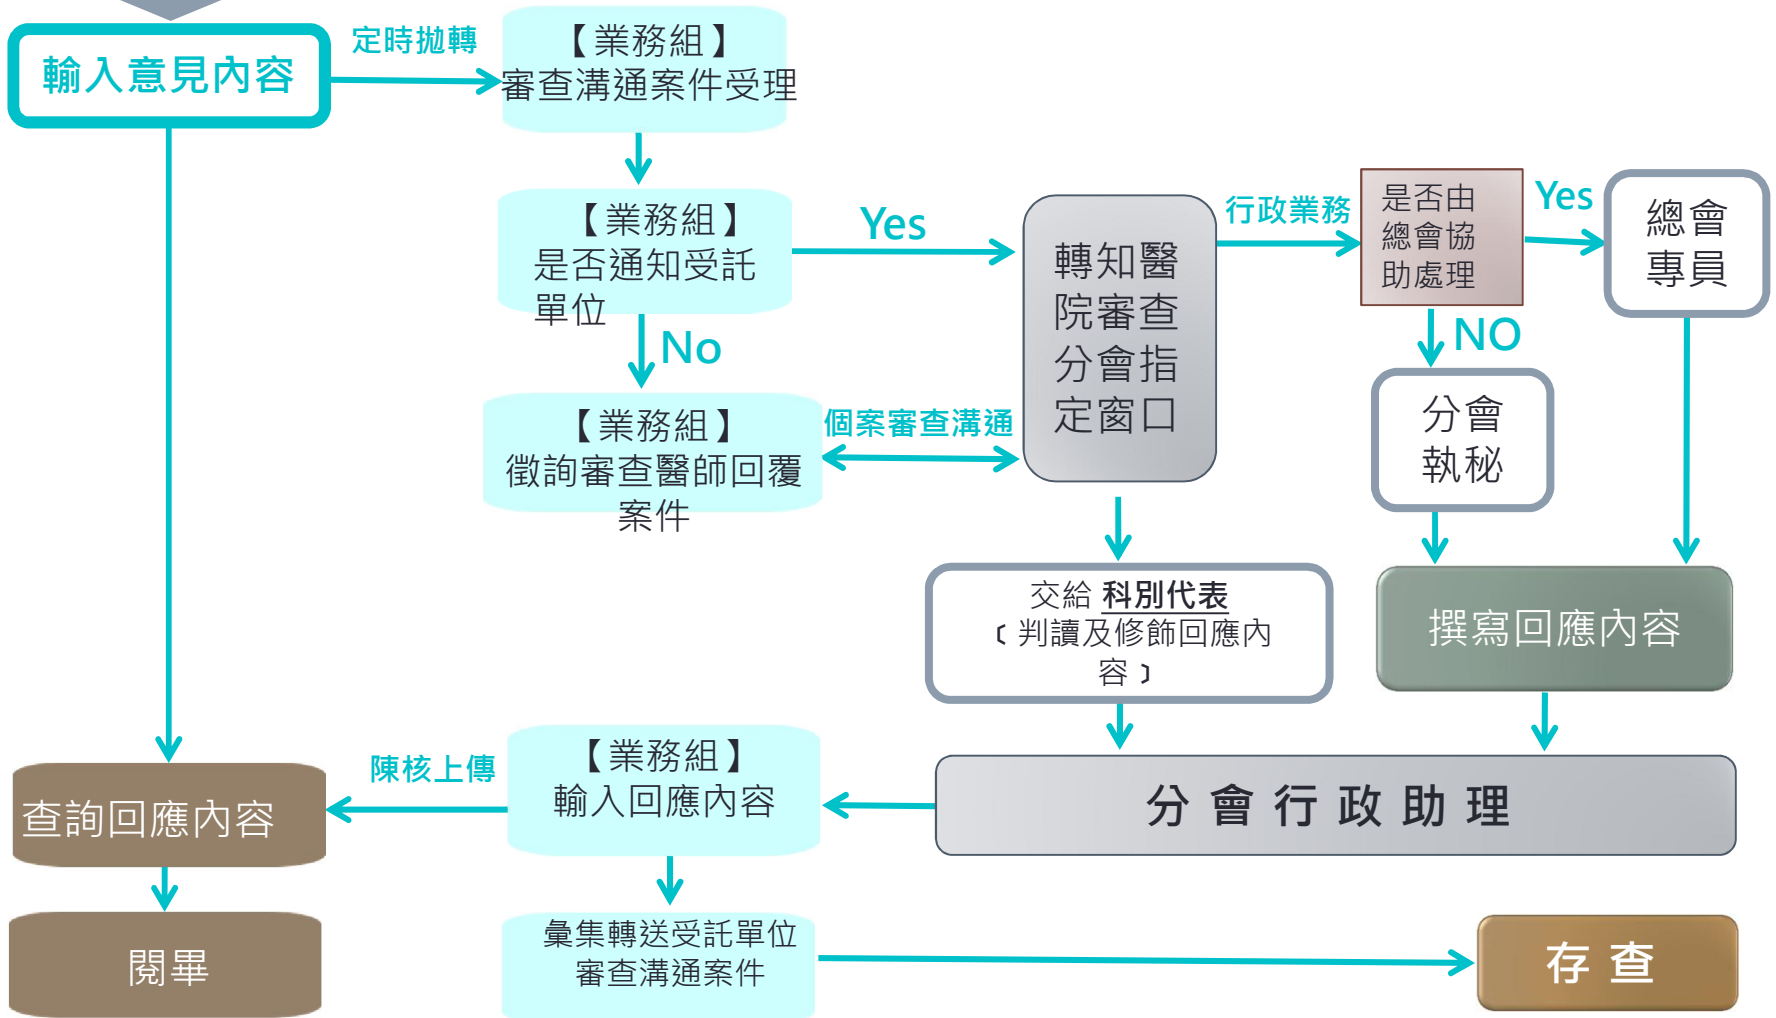 輸入意見內容
定時拋轉
【業務組】
審查溝通案件受理
【業務組】
是否通知受託
單位
Yes
No
【業務組】
徵詢審查醫師回覆
案件
個案審查溝通
轉知醫
院審查
分會指
定窗口
行政業務
是否由
總會協
助處理
Yes
總會
專員
NO
分會
執秘
交給 科別代表
﹝判讀及修飾回應內
容﹞
撰寫回應內容
分會行政助理
【業務組】
輸入回應內容
陳核上傳
查詢回應內容
閱畢
彙集轉送受託單位
審查溝通案件
存查